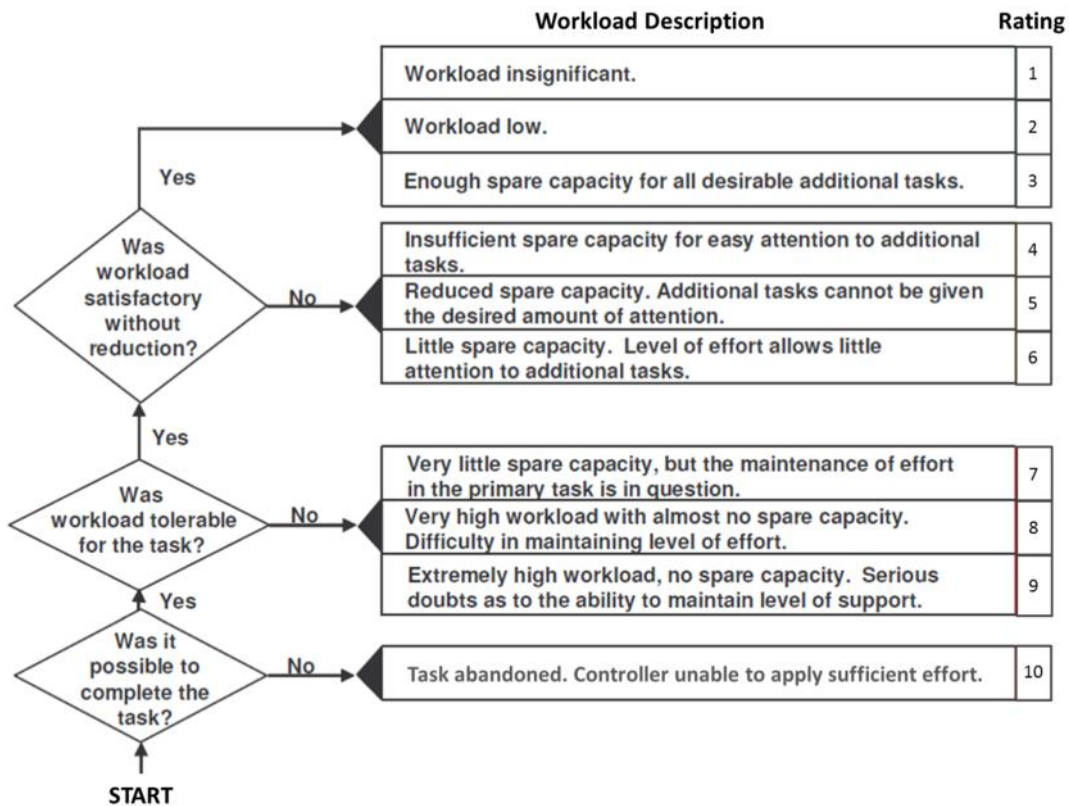 Workload Description Rating
Workload insignificant. 1
Workload low. 2
Yes
Enough spare capacity for all desirable additional tasks. 3
Was
workload
satisfactory
without
reduction?
No
Insufficient spare capacity for easy attention to additional
tasks. 4
Reduced spare capacity. Additional tasks cannot be given
the desired amount of attention. 5
Little spare capacity. Level of effort allows little
attention to additional tasks. 6
Yes
Was
workload tolerable
for the task?
No
Very little spare capacity, but the maintenance of effort
in the primary task is in question. 7
Very high workload with almost no spare capacity.
Difficulty in maintaining level of effort. 8
Extremely high workload, no spare capacity. Serious
doubts as to the ability to maintain level of support. 9
Yes
Was it
possible to
complete the
task?
No
Task abandoned. Controller unable to apply sufficient effort. 10
START